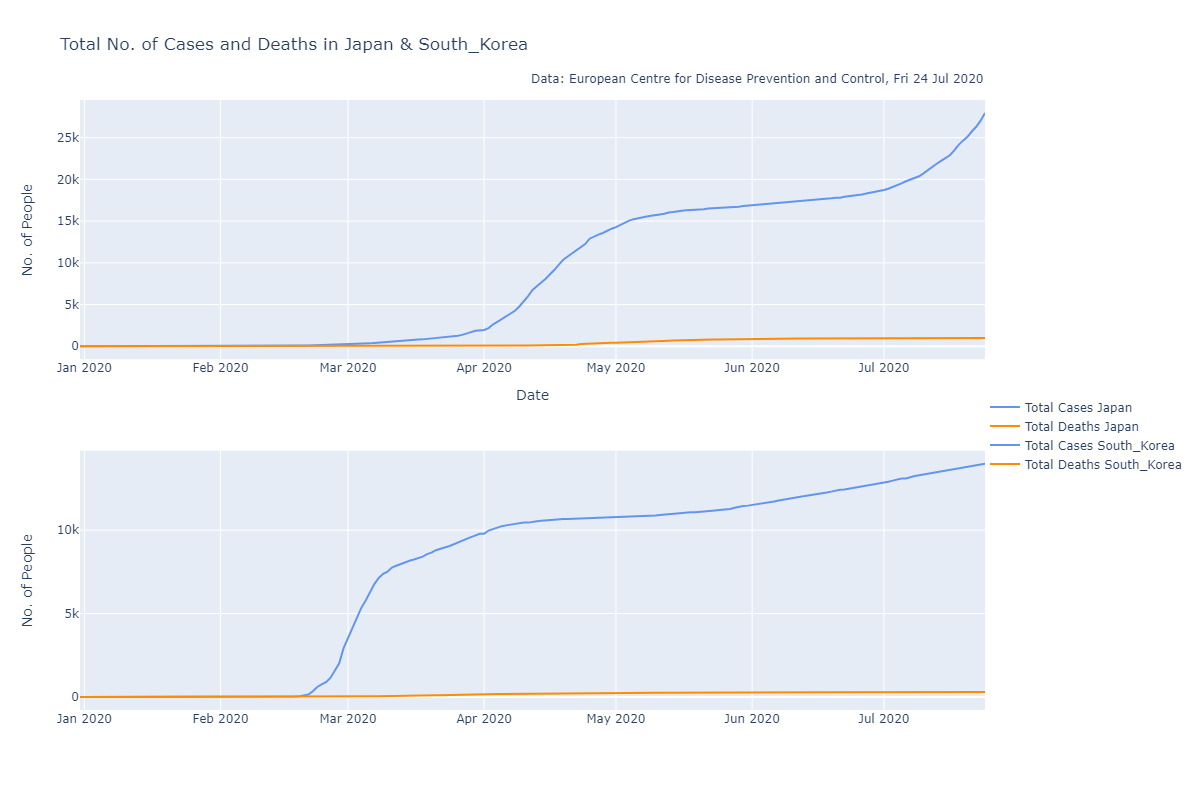 Total No. of Cases and Deaths in Japan & South_Korea
Data: European Centre for Disease Prevention and Control, Fri 24 Jul 2020
No. of People
25k
20k
15k
10k
5k
0
Jan 2020 Feb 2020 Mar 2020 Apr 2020 May 2020 Jun 2020 Jul 2020
Date
Total Cases Japan
Total Deaths Japan
Total Cases South_Korea
Total Deaths South_Korea
No. of People
10k
5k
0
Jan 2020 Feb 2020 Mar 2020 Apr 2020 May 2020 Jun 2020 Jul 2020